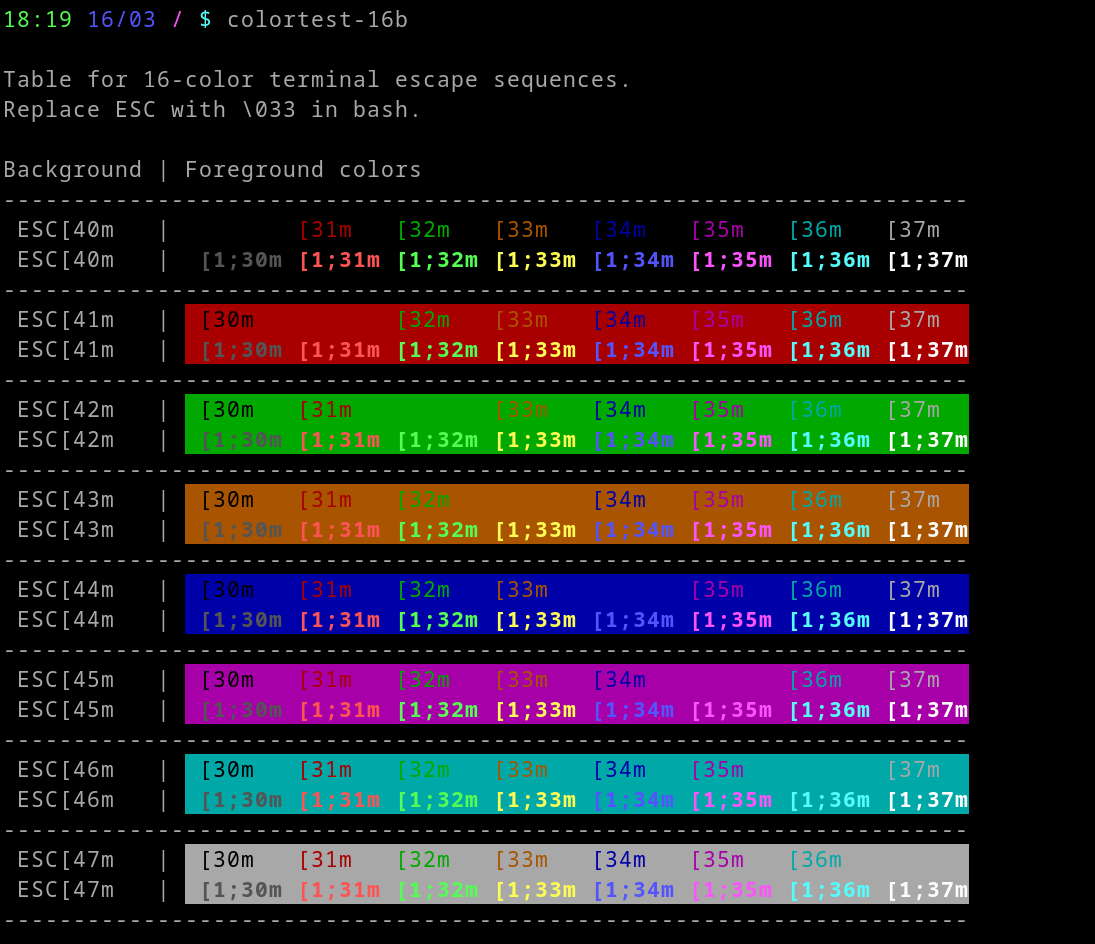 18:19 16/03 / $ colortest-16b
Table for 16-color terminal escape sequences.
Replace ESC with \033 in bash.
Background | Foreground colors
-----------------------------------------------------------------------
ESC[40m | [31m [32m [33m [34m [35m [36m [37m
ESC[40m | [1;30m [1;31m [1;32m [1;33m [1;34m [1;35m [1;36m [1;37m
-----------------------------------------------------------------------
ESC[41m | [30m [32m [33m [34m [35m [36m [37m
ESC[41m | [1;30m [1;31m [1;32m [1;33m [1;34m [1;35m [1;36m [1;37m
-----------------------------------------------------------------------
ESC[42m | [30m [31m [33m [34m [35m [36m [37m
ESC[42m | [1;30m [1;31m [1;32m [1;33m [1;34m [1;35m [1;36m [1;37m
-----------------------------------------------------------------------
ESC[43m | [30m [31m [32m [34m [35m [36m [37m
ESC[43m | [1;30m [1;31m [1;32m [1;33m [1;34m [1;35m [1;36m [1;37m
-----------------------------------------------------------------------
ESC[44m | [30m [31m [32m [33m [35m [36m [37m
ESC[44m | [1;30m [1;31m [1;32m [1;33m [1;34m [1;35m [1;36m [1;37m
-----------------------------------------------------------------------
ESC[45m | [30m [31m [32m [33m [34m [36m [37m
ESC[45m | [1;30m [1;31m [1;32m [1;33m [1;34m [1;35m [1;36m [1;37m
-----------------------------------------------------------------------
ESC[46m | [30m [31m [32m [33m [34m [35m [37m
ESC[46m | [1;30m [1;31m [1;32m [1;33m [1;34m [1;35m [1;36m [1;37m
-----------------------------------------------------------------------
ESC[47m | [30m [31m [32m [33m [34m [35m [36m
ESC[47m | [1;30m [1;31m [1;32m [1;33m [1;34m [1;35m [1;36m [1;37m
-----------------------------------------------------------------------